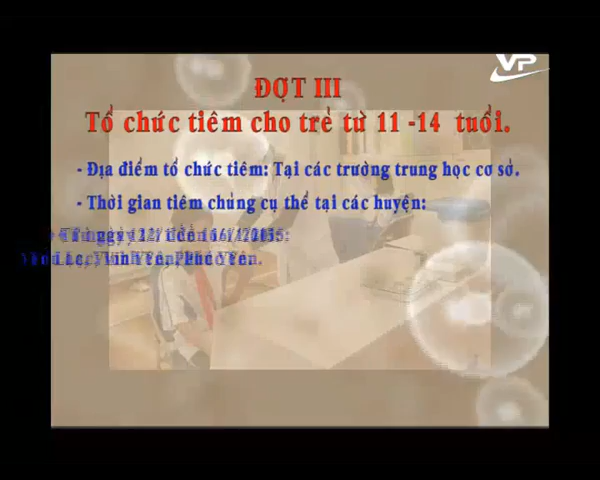 VP
ĐỢT III
Tổ chức tiêm cho trẻ từ 11 -14 tuổi.
- Địa điểm tổ chức tiêm: Tại các trường trung học cơ sở.
- Thời gian tiêm chủng cụ thể tại các huyện: